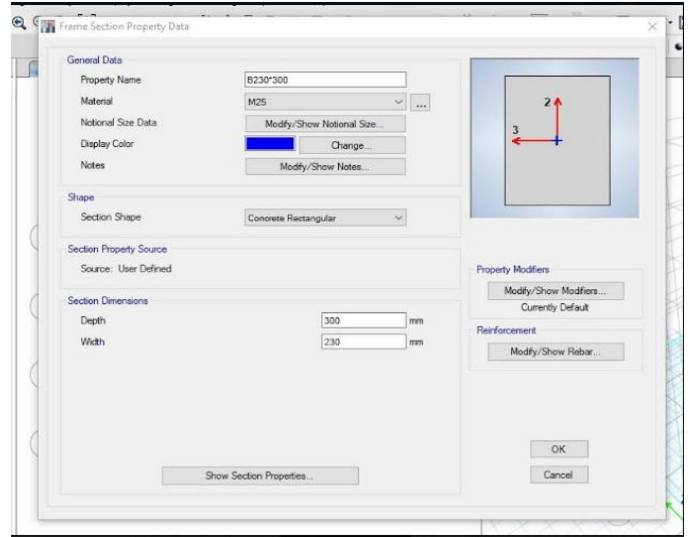 Frame Section Property Data
General Data
Property Name B230*300
Material M25 ...
Notional Size Data Modify/Show Notional Size...
Display Color Change...
Notes Modify/Show Notes...
2
3
Shape
Section Shape Concrete Rectangular
Section Property Source
Source: User Defined
Property Modifiers
Modify/Show Modifiers...
Currently Default
Section Dimensions
Depth 300 mm
Width 230 mm
Reinforcement
Modify/Show Rebar...
OK
Show Section Properties...
Cancel